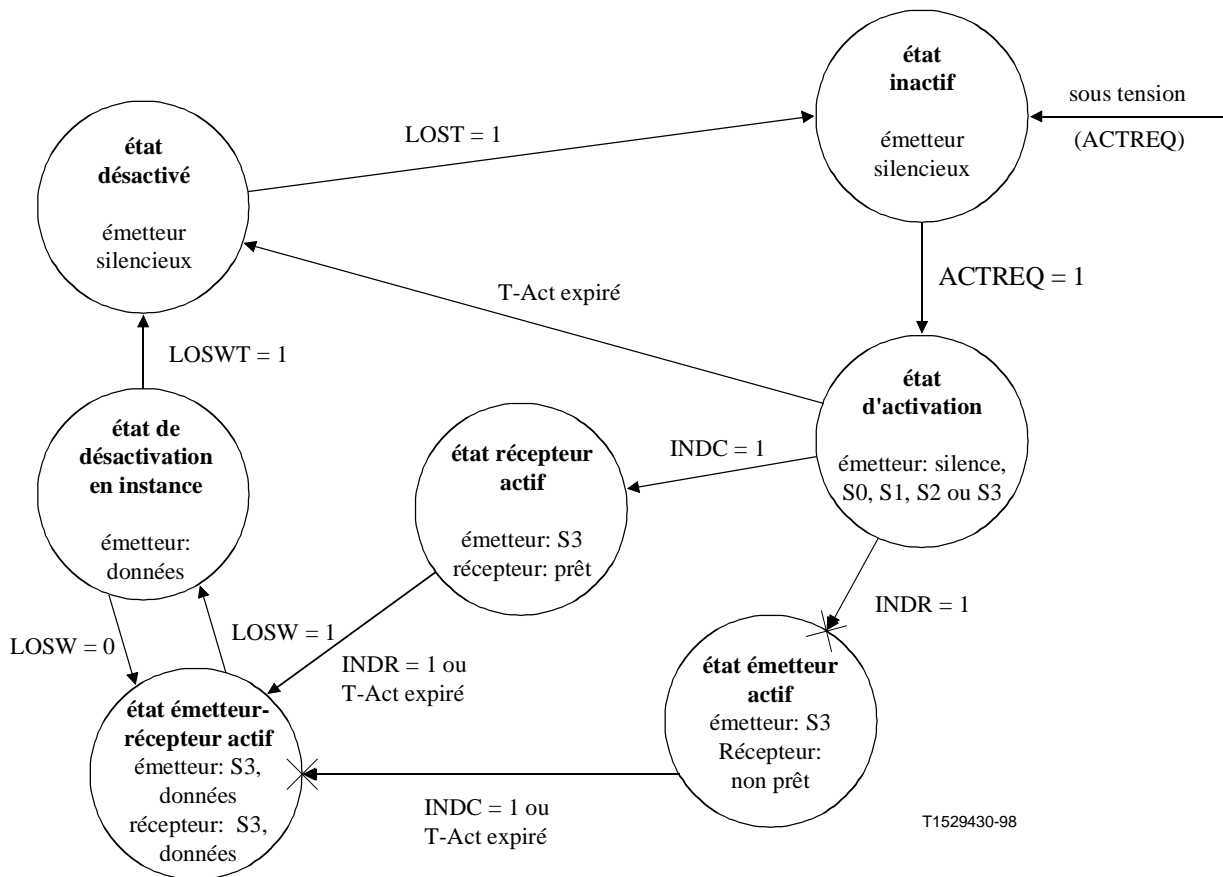 état
inactif
émetteur
silencieux
sous tension
(ACTREQ)
LOST = 1
état
désactivé
émetteur
silencieux
ACTREQ = 1
T-Act expiré
LOSWT = 1
état
d'activation
émetteur: silence,
S0, S1, S2 ou S3
état de
désactivation
en instance
émetteur:
données
INDC = 1
état récepteur
actif
émetteur: S3
récepteur: prêt
INDR = 1
LOSW = 0
LOSW = 1
INDR = 1 ou
T-Act expiré
état émetteur
actif
émetteur: S3
Récepteur:
non prêt
état émetteur-
récepteur actif
émetteur: S3,
données
récepteur: S3,
données
INDC = 1 ou
T-Act expiré
T1529430-98